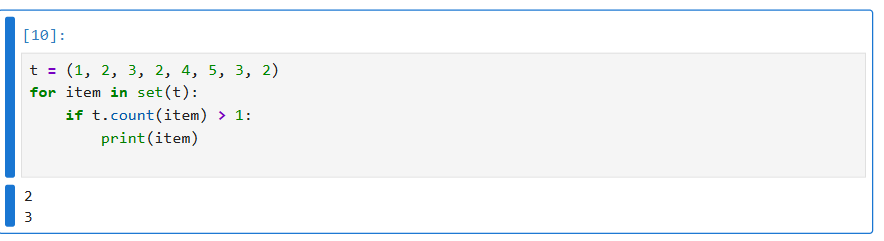 [10]:
t = (1, 2, 3, 2, 4, 5, 3, 2)
for item in set(t):
    if t.count(item) > 1:
        print(item)
2
3